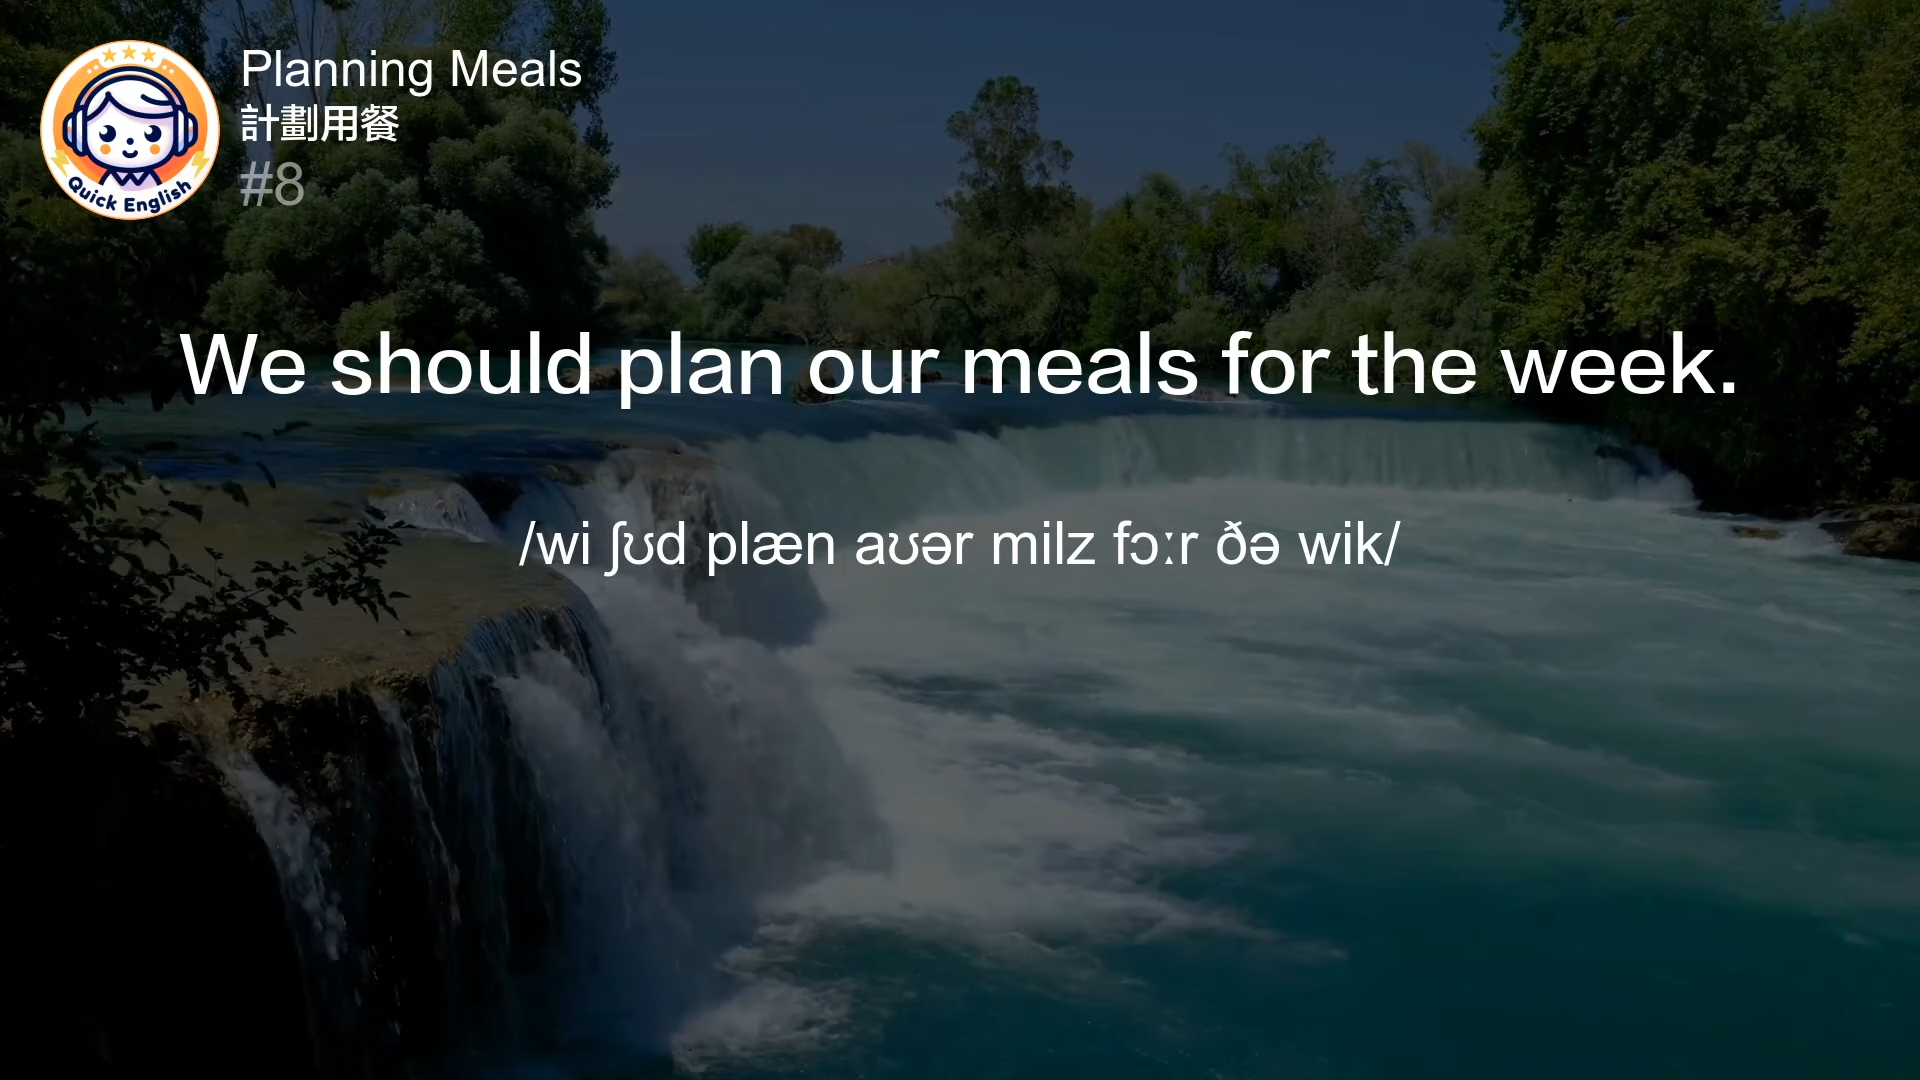 Planning Meals
計劃用餐
#8
Quick English
We should plan our meals for the week.
/wi ʃʊd plæn aʊər milz fɔːr ðə wik/